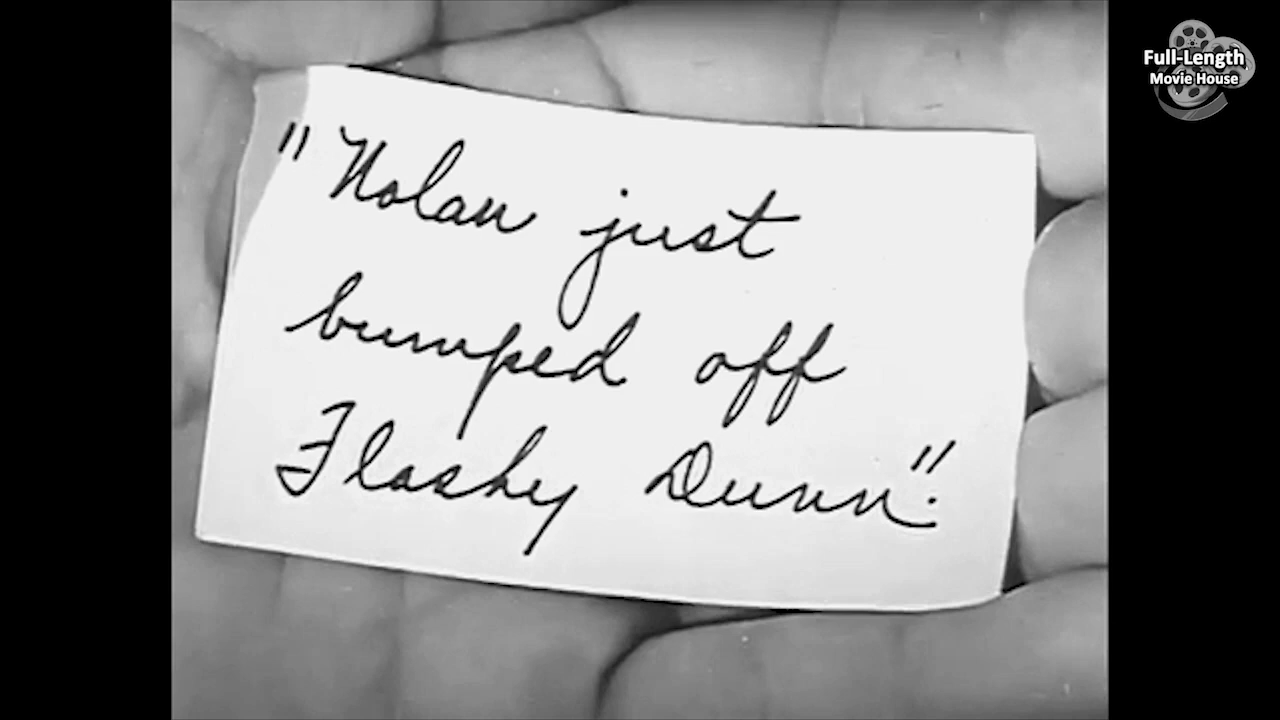 "Nolan just
bumped off
Flashy Dunn".
Full-Length
Movie House